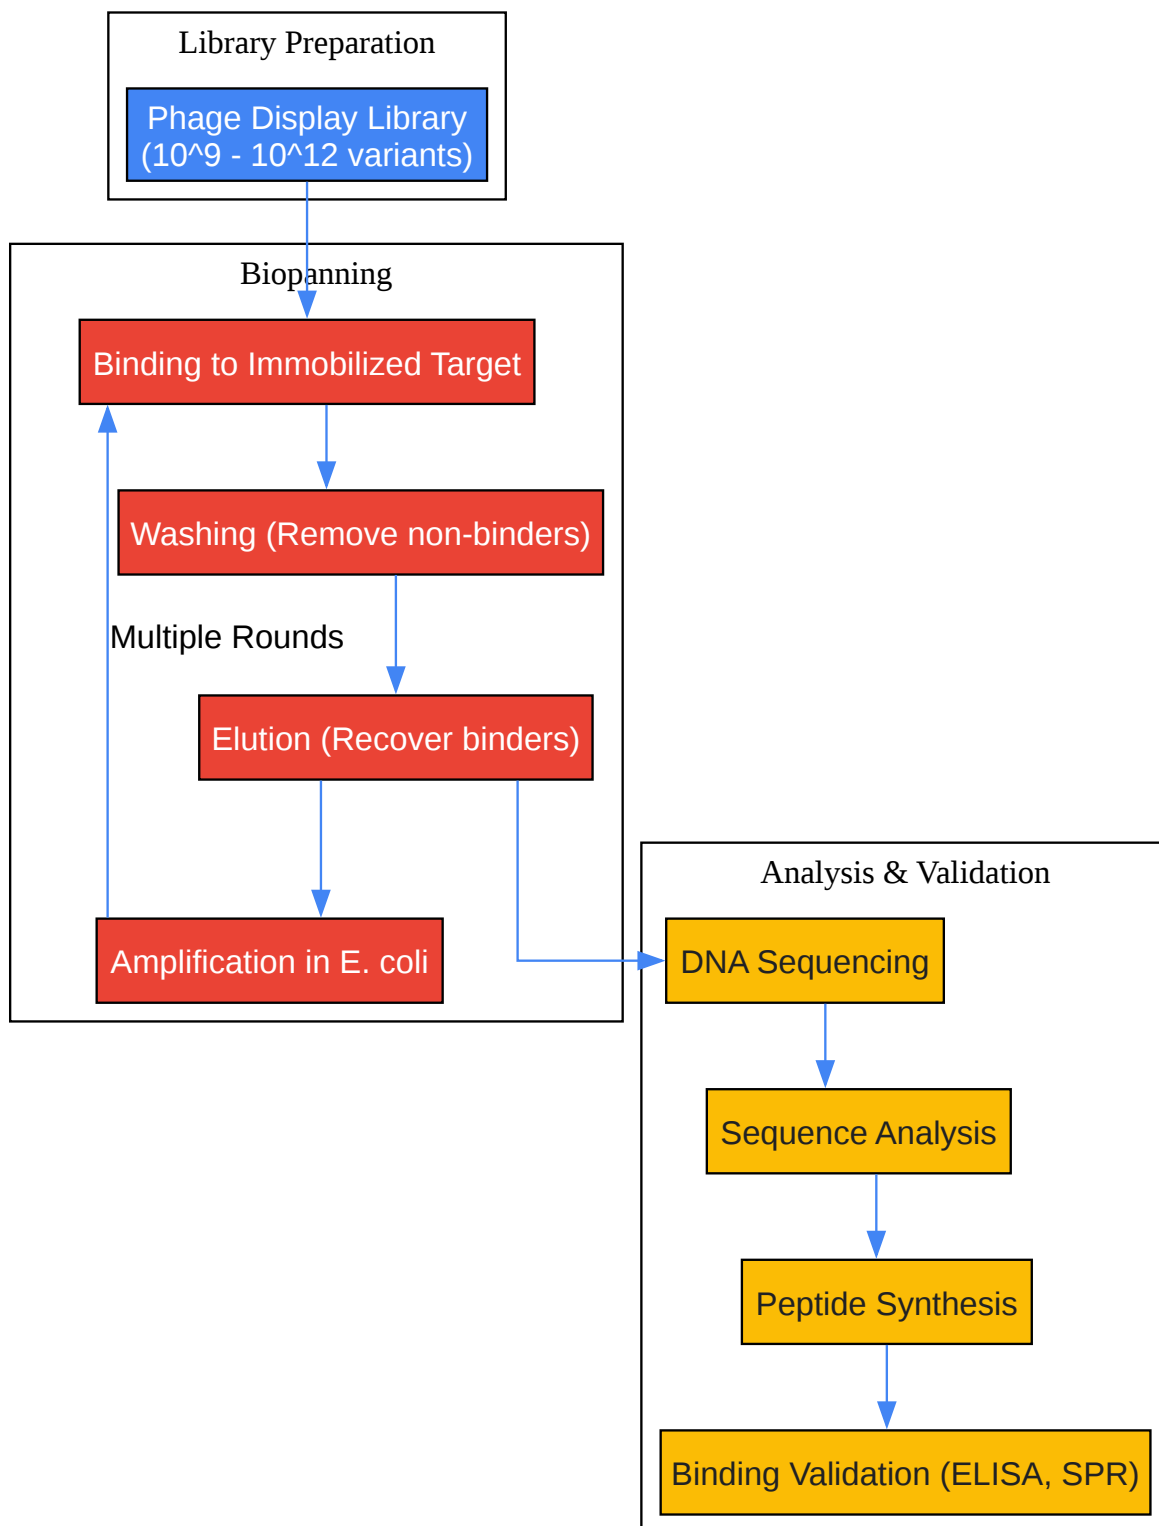 Library Preparation
Phage Display Library
(10^9 - 10^12 variants)
Biopanning
Binding to Immobilized Target
Washing (Remove non-binders)
Multiple Rounds
Elution (Recover binders)
Amplification in E. coli
Analysis & Validation
DNA Sequencing
Sequence Analysis
Peptide Synthesis
Binding Validation (ELISA, SPR)